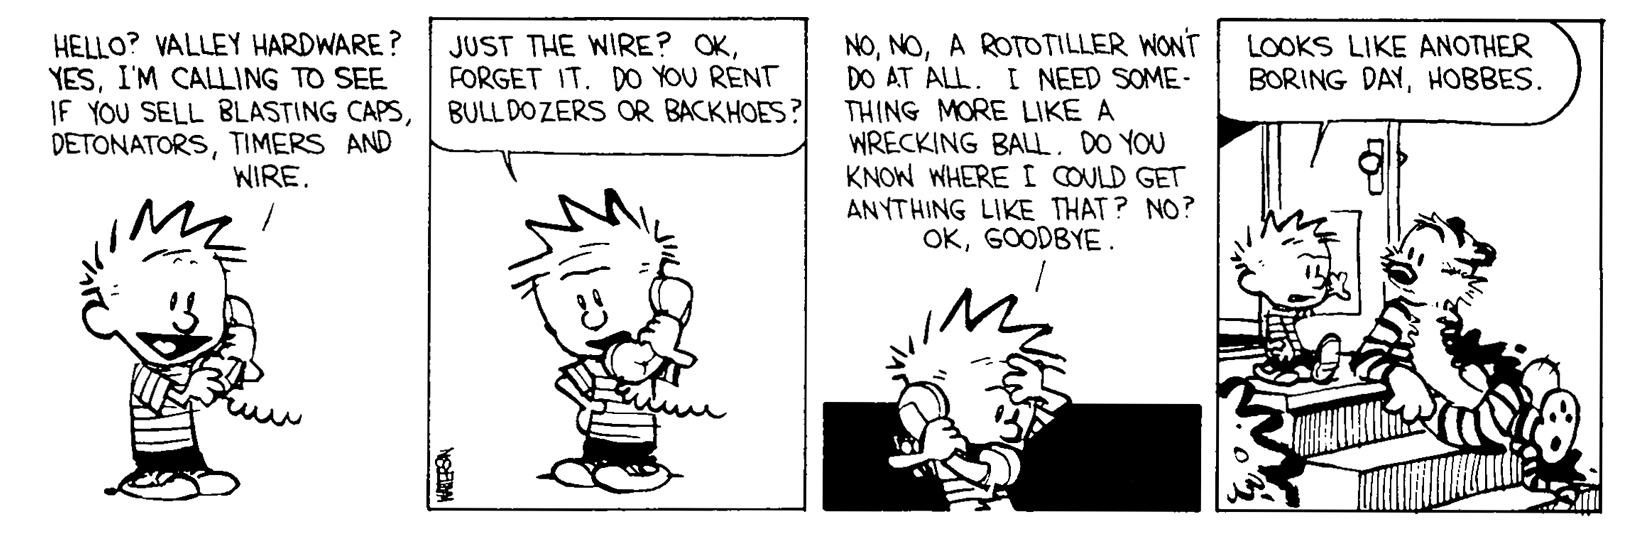 HELLO? VALLEY HARDWARE?
YES, I'M CALLING TO SEE
IF YOU SELL BLASTING CAPS,
DETONATORS, TIMERS AND
WIRE.
JUST THE WIRE? OK,
FORGET IT. DO YOU RENT
BULLDOZERS OR BACKHOES?
WATTERSON
NO, NO, A ROTOTILLER WON'T
DO AT ALL. I NEED SOME-
THING MORE LIKE A
WRECKING BALL. DO YOU
KNOW WHERE I COULD GET
ANYTHING LIKE THAT? NO?
OK, GOODBYE.
LOOKS LIKE ANOTHER
BORING DAY, HOBBES.